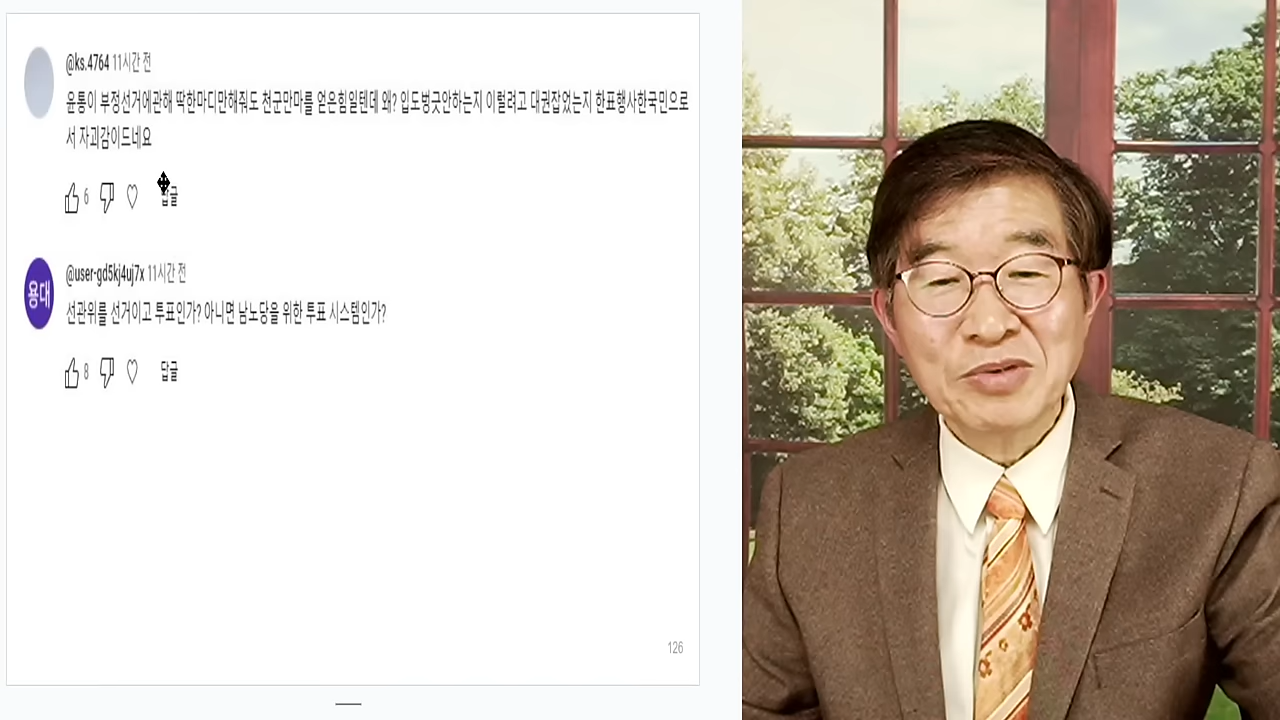 @ks.4764 11시간 전
윤통이 부정선거에관해 딱한마디만해줘도 천군만마를 얻은힘일텐데 왜? 입도벙긋안하는지 이럴려고 대권잡었는지 한표행사한국민으로
서 자괴감이드네요
6 답글
용대
@user-gd5kj4uj7x 11시간 전
선관위를 선거이고 투표인가? 아니면 남노당을 위한 투표 시스템인가?
8 답글
126